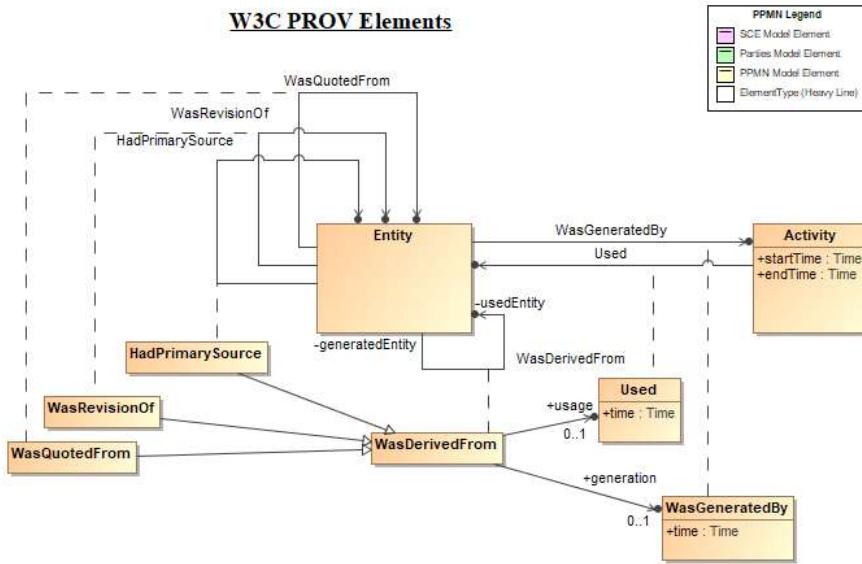 W3C PROV Elements
PPMN Legend
SCE Model Element
Parties Model Element
PPMN Model Element
ElementType (Heavy Line)
WasQuotedFrom
WasRevisionOf
HadPrimarySource
Entity
WasGeneratedBy
Used
Activity
+startTime : Time
+endTime : Time
-usedEntity
-generatedEntity
WasDerivedFrom
HadPrimarySource
WasRevisionOf
WasQuotedFrom
WasDerivedFrom
+usage
0..1
Used
+time : Time
+generation
0..1
WasGeneratedBy
+time : Time